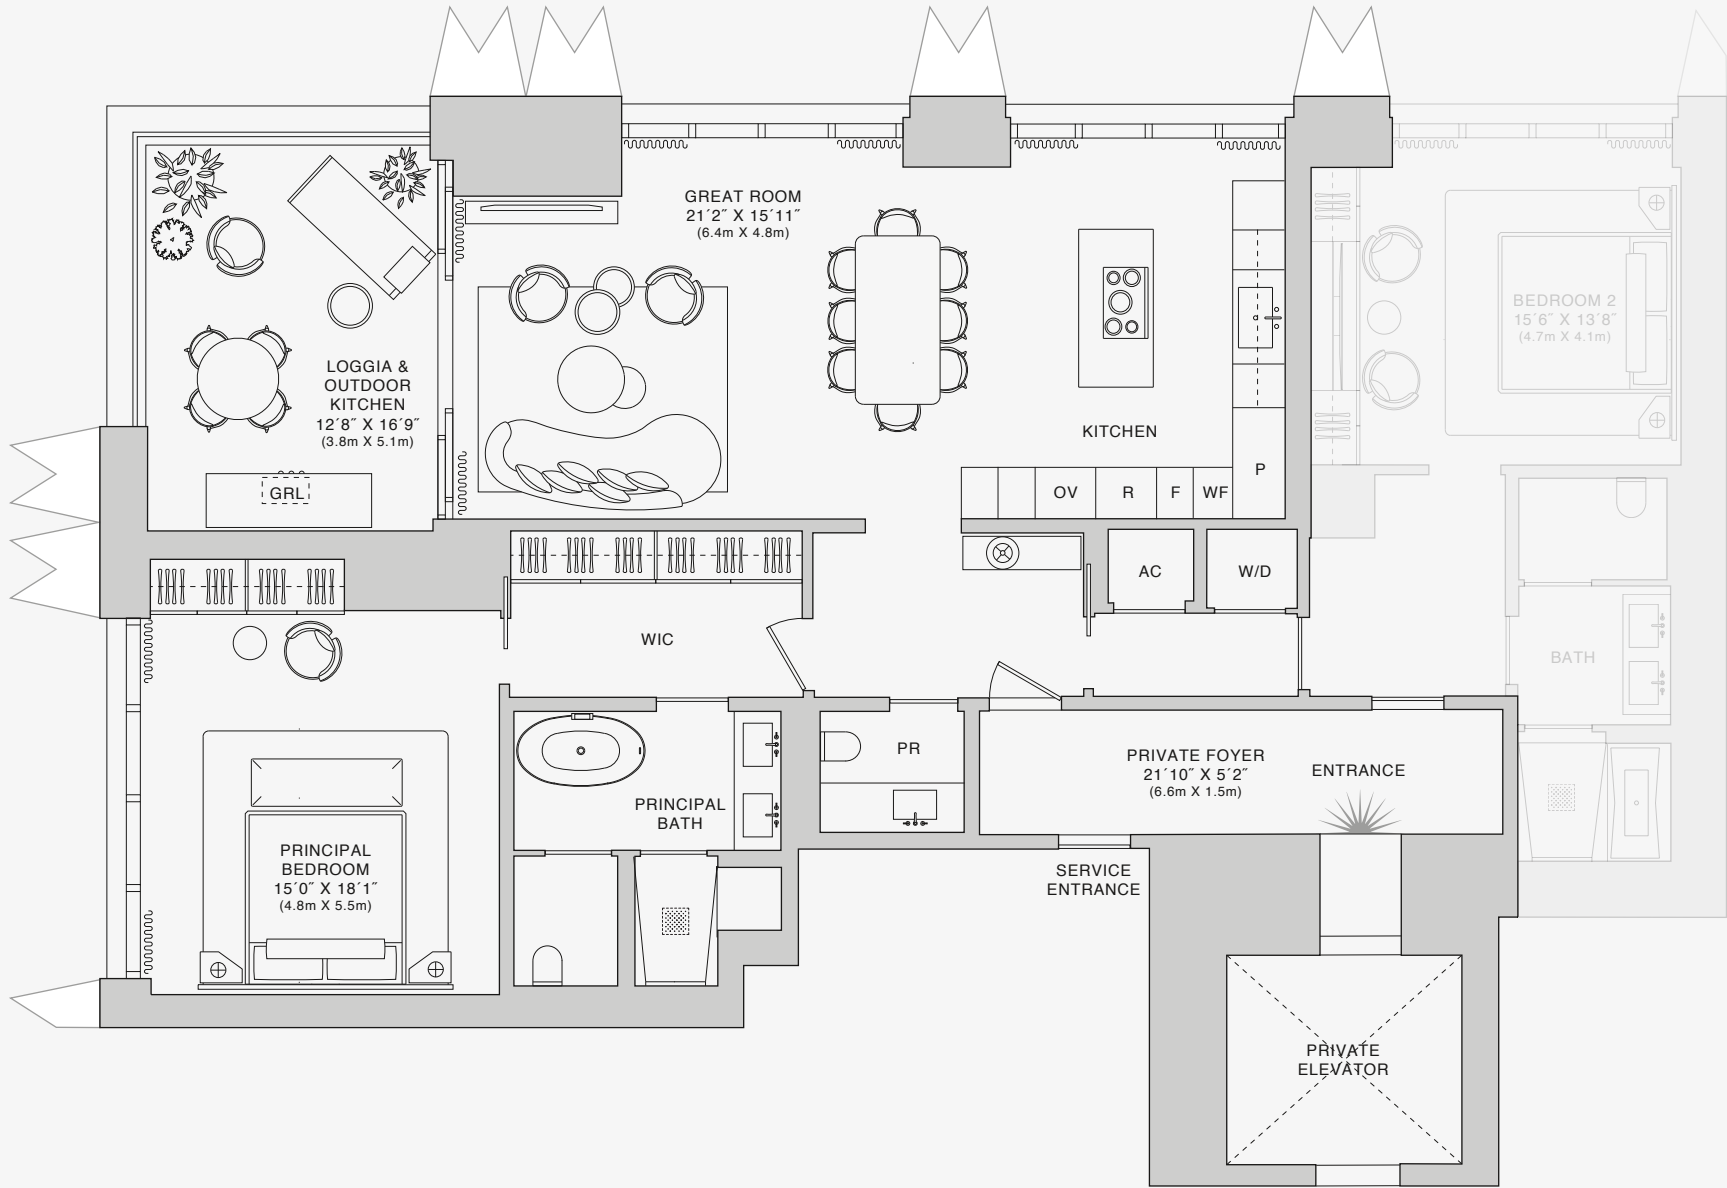 GREAT ROOM
21´2˝ X 15´11˝
(6.4m X 4.8m)
LOGGIA &
OUTDOOR
KITCHEN
12´8˝ X 16´9˝
(3.8m X 5.1m)
GRL
KITCHEN
OV
R
F
WF
P
BEDROOM 2
15´6˝ X 13´8˝
(4.7m X 4.1m)
AC
W/D
WIC
BATH
PRINCIPAL
BATH
PR
PRIVATE FOYER
21´10˝ X 5´2˝
(6.6m X 1.5m)
ENTRANCE
PRINCIPAL
BEDROOM
15´0˝ X 18´1˝
(4.8m X 5.5m)
SERVICE
ENTRANCE
PRIVATE
ELEVATOR